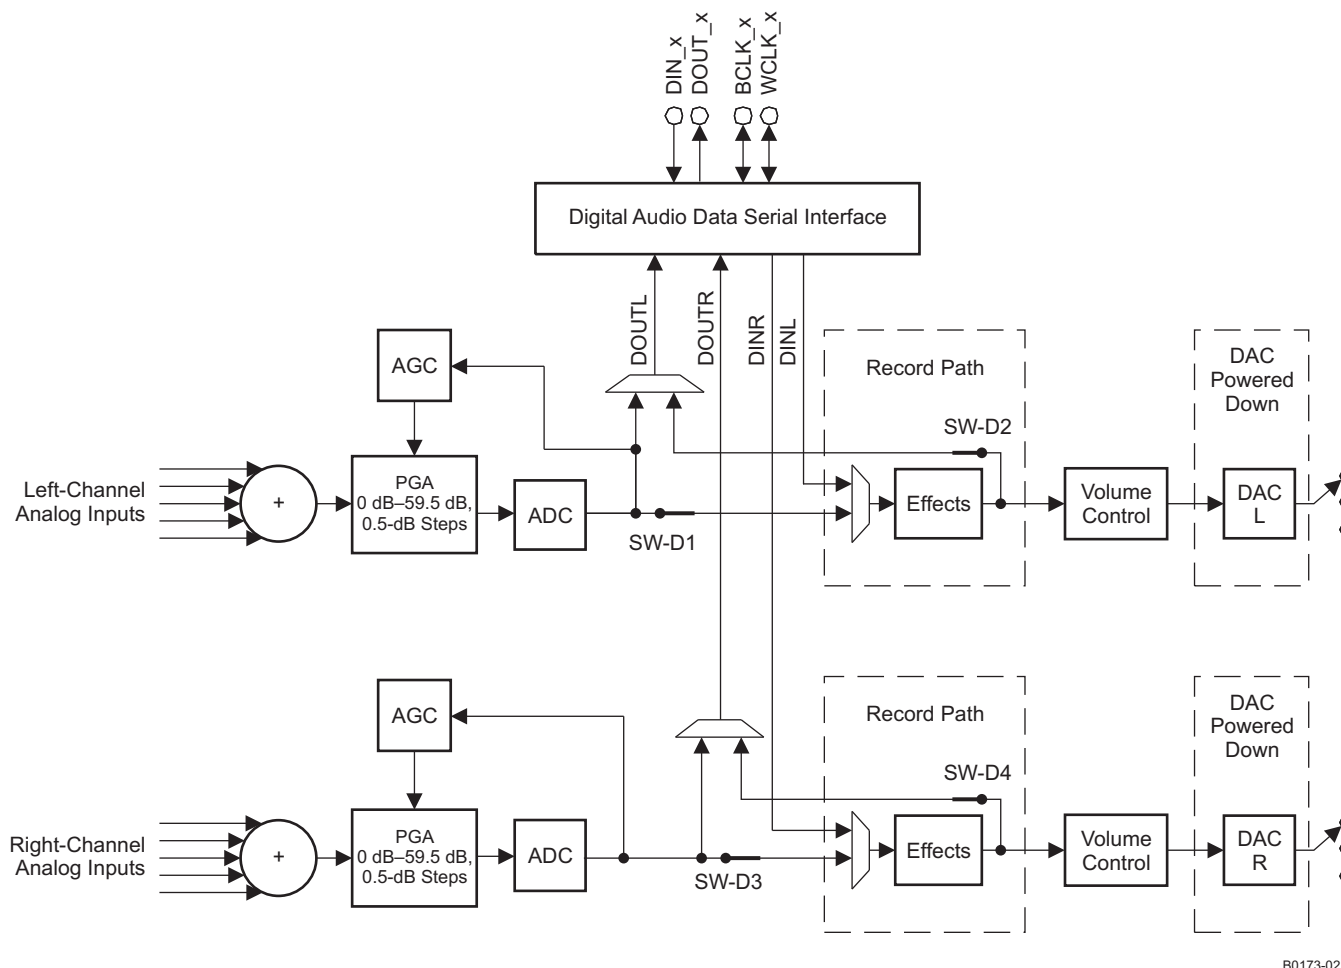 DIN_x
DOUT_x
BCLK_x
WCLK_x
Digital Audio Data Serial Interface
DOUTL
DOUTR
DINR
DINL
AGC
Record Path
DAC
Powered
Down
SW-D2
Left-Channel
Analog Inputs
+
PGA
0 dB–59.5 dB,
0.5-dB Steps
ADC
SW-D1
Effects
Volume
Control
DAC
L
AGC
Record Path
DAC
Powered
Down
SW-D4
Right-Channel
Analog Inputs
+
PGA
0 dB–59.5 dB,
0.5-dB Steps
ADC
SW-D3
Effects
Volume
Control
DAC
R
B0173-02